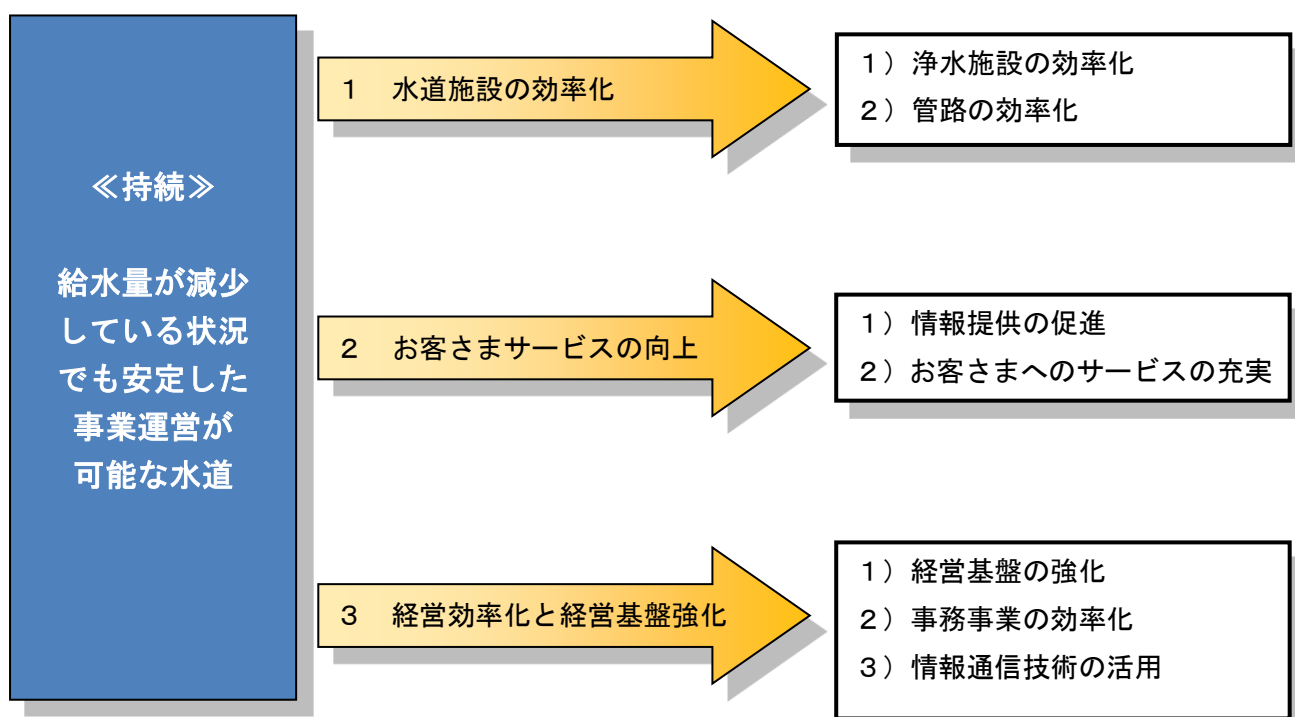 ≪持続≫
給水量が減少
している状況
でも安定した
事業運営が
可能な水道
１　水道施設の効率化
１）浄水施設の効率化
２）管路の効率化
２　お客さまサービスの向上
１）情報提供の促進
２）お客さまへのサービスの充実
３　経営効率化と経営基盤強化
１）経営基盤の強化
２）事務事業の効率化
３）情報通信技術の活用